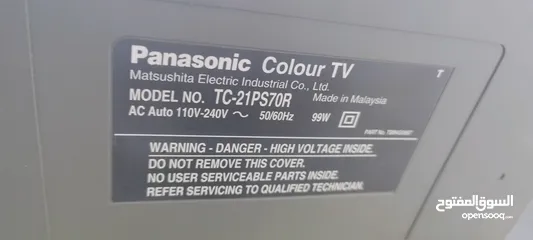 Panasonic Colour TV
T
Matsushita Electric Industrial Co., Ltd.
MODEL NO. TC-21PS70R Made in Malaysia
AC Auto 110V-240V ~ 50/60Hz 99W
PART NO.
WARNING - DANGER - HIGH VOLTAGE INSIDE.
DO NOT REMOVE THIS COVER.
NO USER SERVICEABLE PARTS INSIDE.
REFER SERVICING TO QUALIFIED TECHNICIAN.
السوق المفتوح
opensooq.com